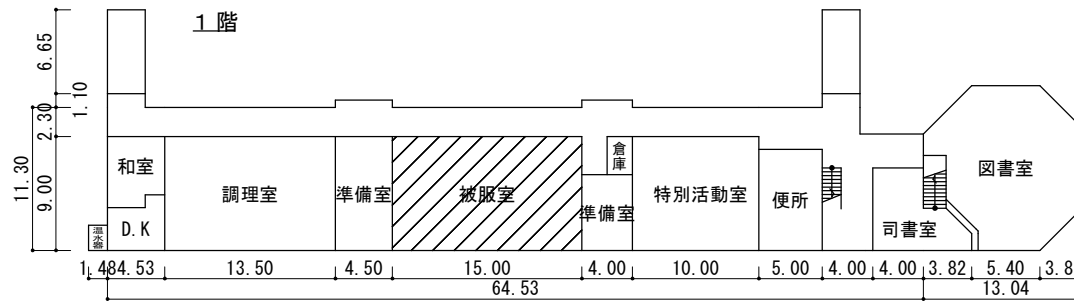 1階
6.65
1.10
2.30
11.30
9.00
和室
D.K
温水器
調理室
準備室
被服室
倉庫
準備室
特別活動室
便所
司書室
図書室
1.48 4.53 13.50 4.50 15.00 4.00 10.00 5.00 4.00 4.00 3.82 5.40 3.8
64.53 13.04